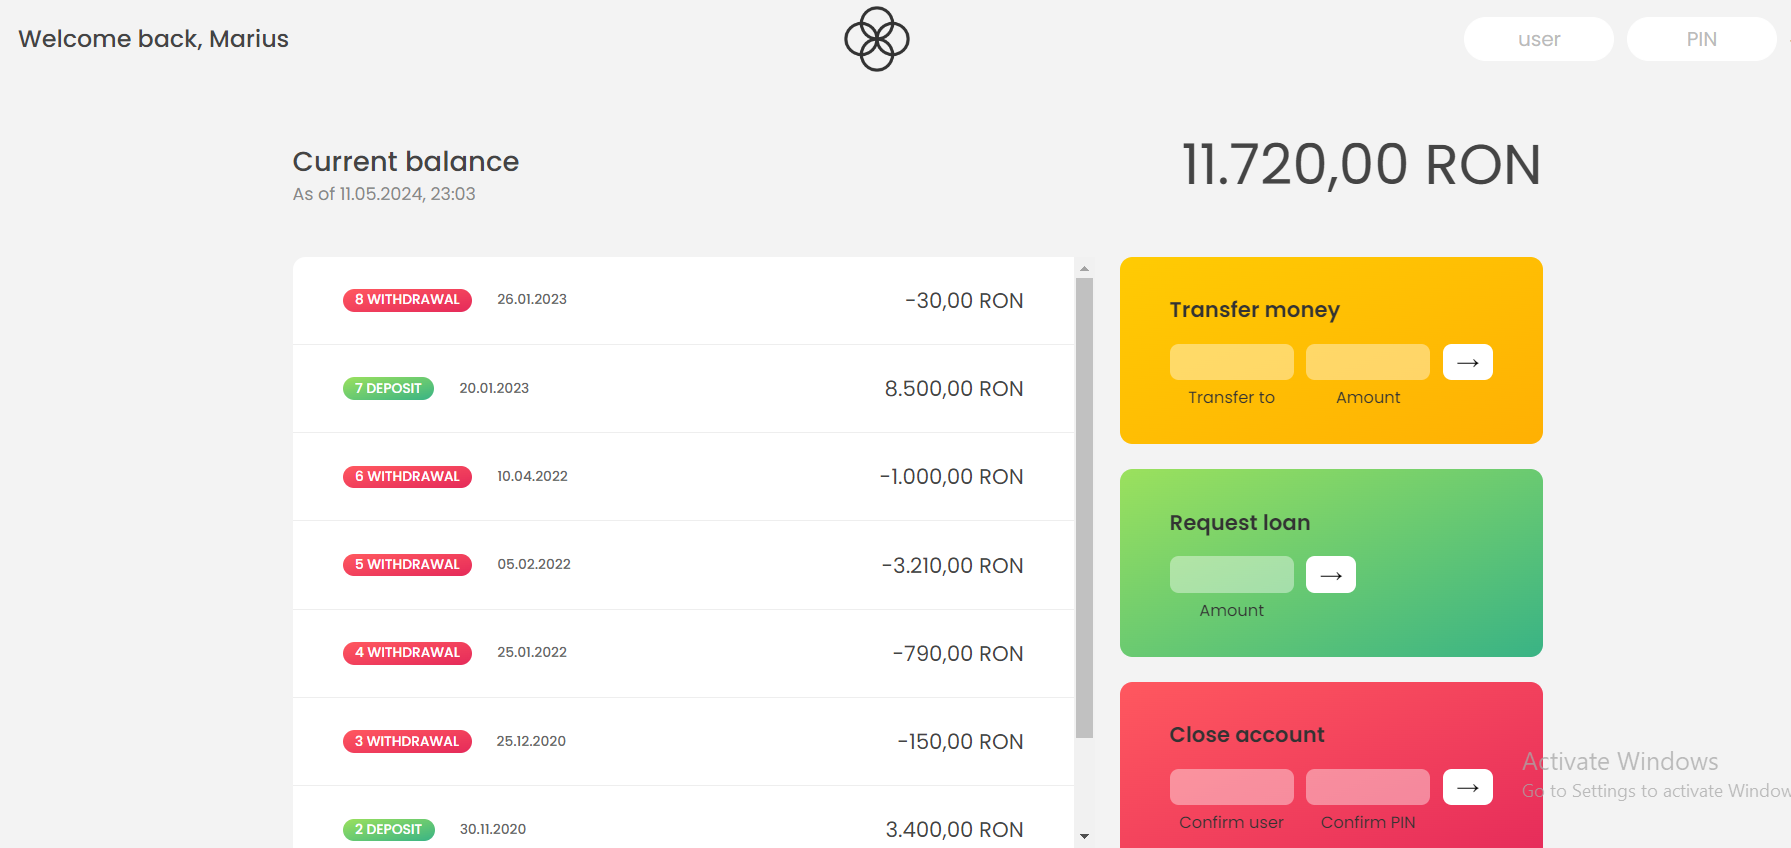 Welcome back, Marius
user
PIN
Current balance
As of 11.05.2024, 23:03
11.720,00 RON
8 WITHDRAWAL 26.01.2023 -30,00 RON
7 DEPOSIT 20.01.2023 8.500,00 RON
6 WITHDRAWAL 10.04.2022 -1.000,00 RON
5 WITHDRAWAL 05.02.2022 -3.210,00 RON
4 WITHDRAWAL 25.01.2022 -790,00 RON
3 WITHDRAWAL 25.12.2020 -150,00 RON
2 DEPOSIT 30.11.2020 3.400,00 RON
Transfer money
→
Transfer to Amount
Request loan
→
Amount
Close account
→
Confirm user Confirm PIN
Activate Windows
Go to Settings to activate Window